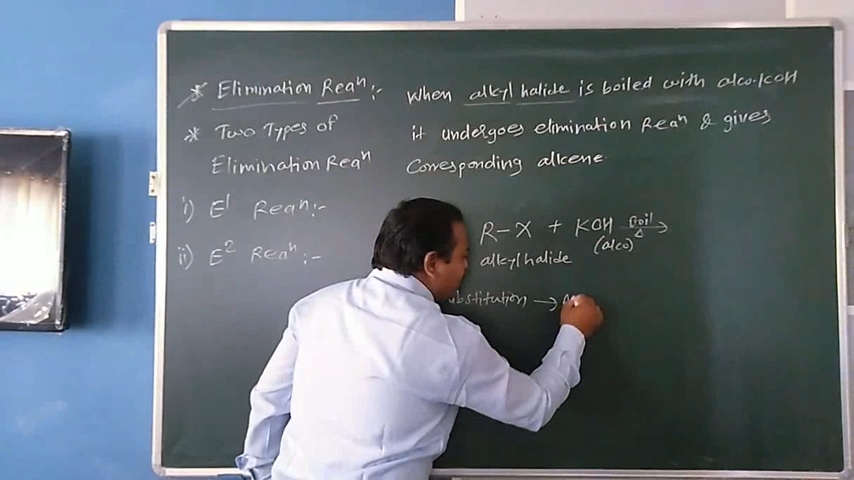 * Elimination Reaⁿ :-
* Two Types of
Elimination Reaⁿ
i) E¹ Reaⁿ :-
ii) E² Reaⁿ :-
When alkyl halide is boiled with alco. KOH
it undergoes elimination Reaⁿ & gives
Corresponding alkene
R-X + KOH Boil Δ →
alkyl halide (alco)
ubstitution →